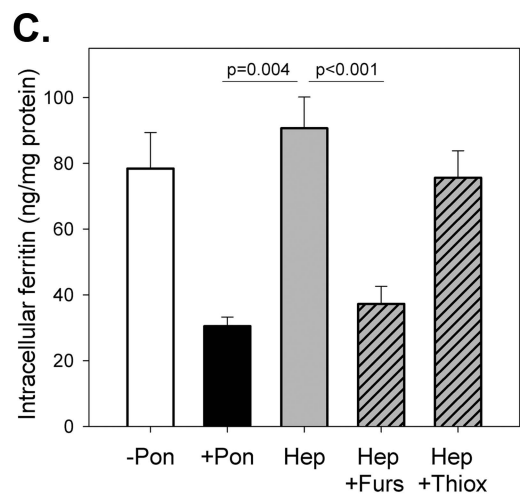 C.
p=0.004 p<0.001
Intracellular ferritin (ng/mg protein)
100
80
60
40
20
0
-Pon +Pon Hep Hep Hep
+Furs +Thiox